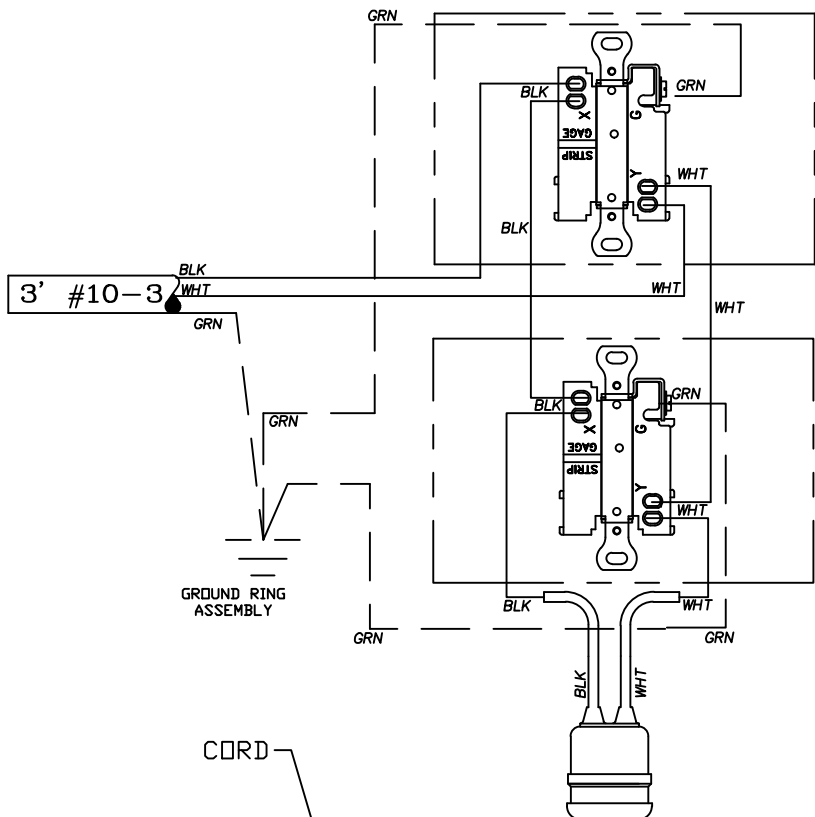 GRN
GRN
BLK
X
G
GAGE
STRIP
Y
WHT
BLK
BLK
3' #10-3
WHT
WHT
GRN
WHT
GRN
BLK
GRN
X
G
GAGE
STRIP
Y
WHT
GROUND RING
ASSEMBLY
BLK
WHT
GRN
GRN
BLK
WHT
CORD